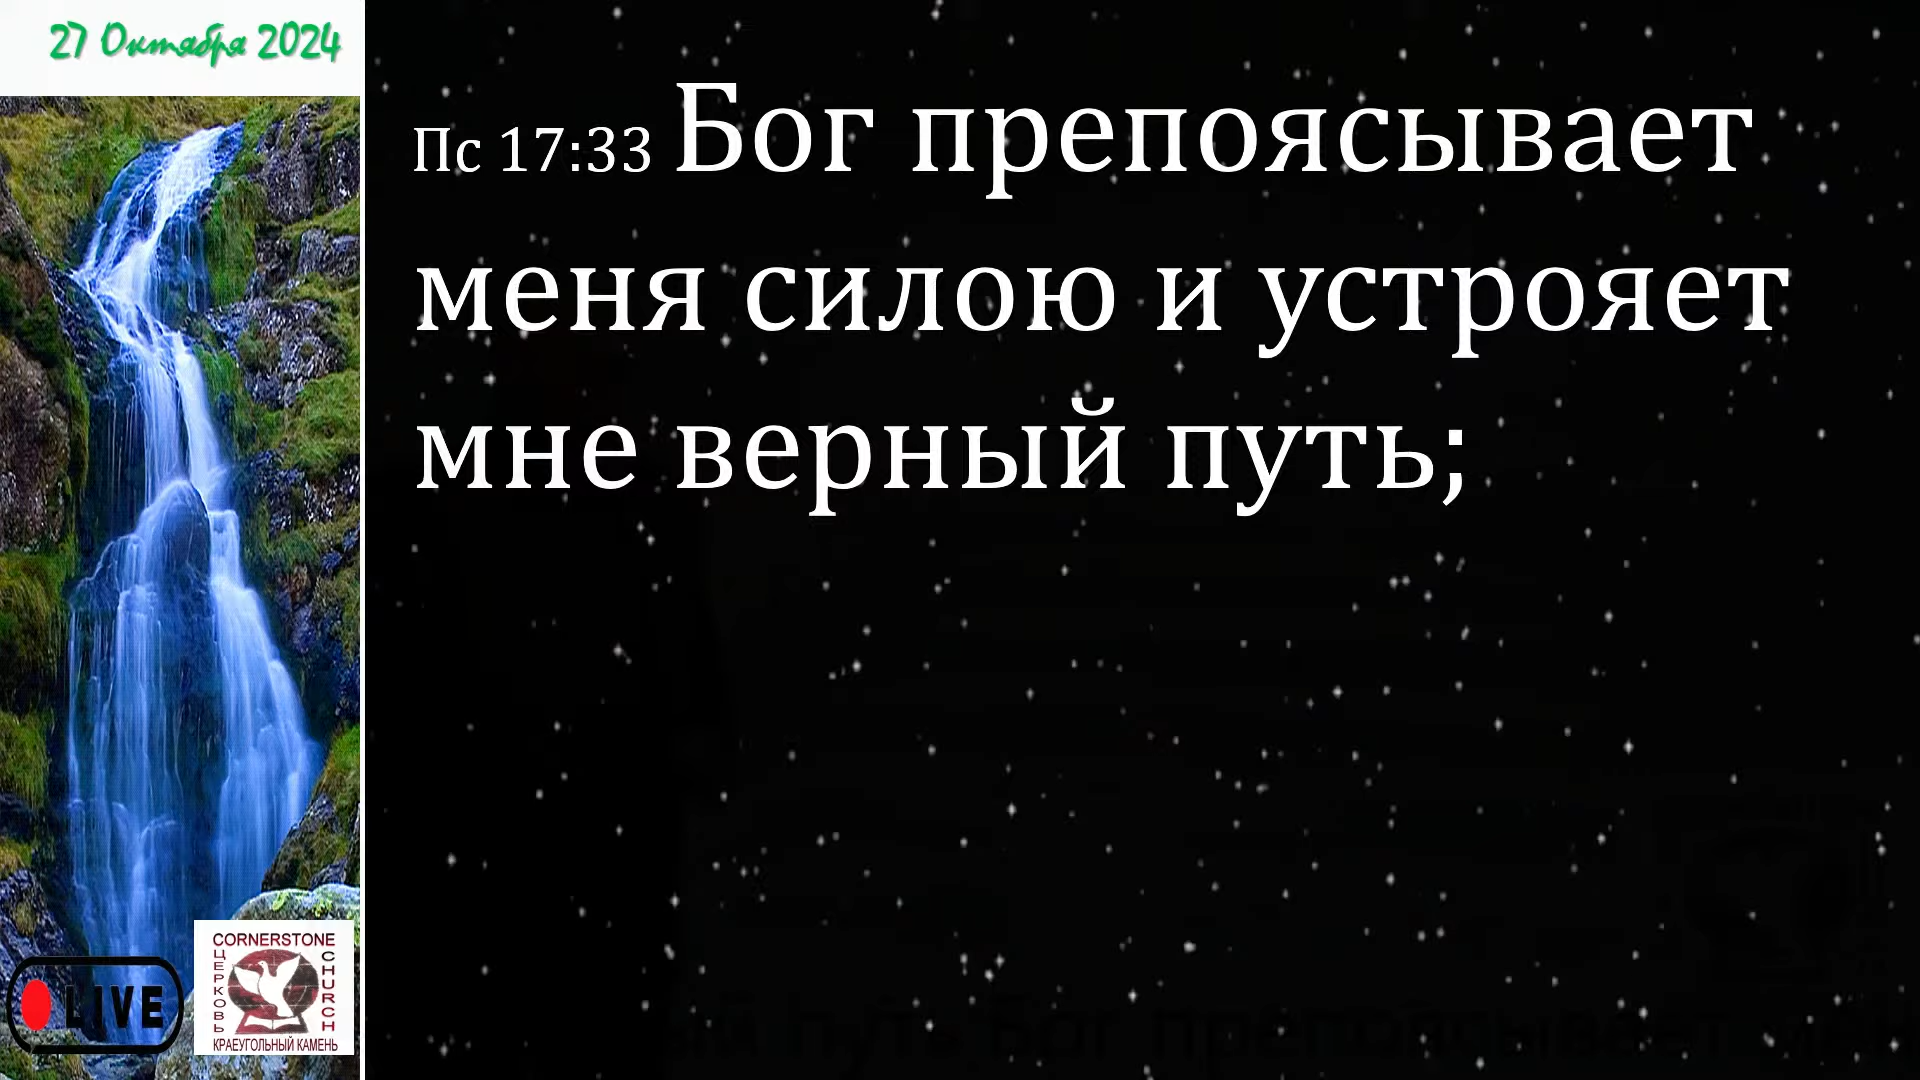 27 Октября 2024
Пс 17:33 Бог препоясывает
меня силою и устрояет
мне верный путь;
LIVE
CORNERSTONE
ЦЕРКОВЬ
CHURCH
КРАЕУГОЛЬНЫЙ КАМЕНЬ